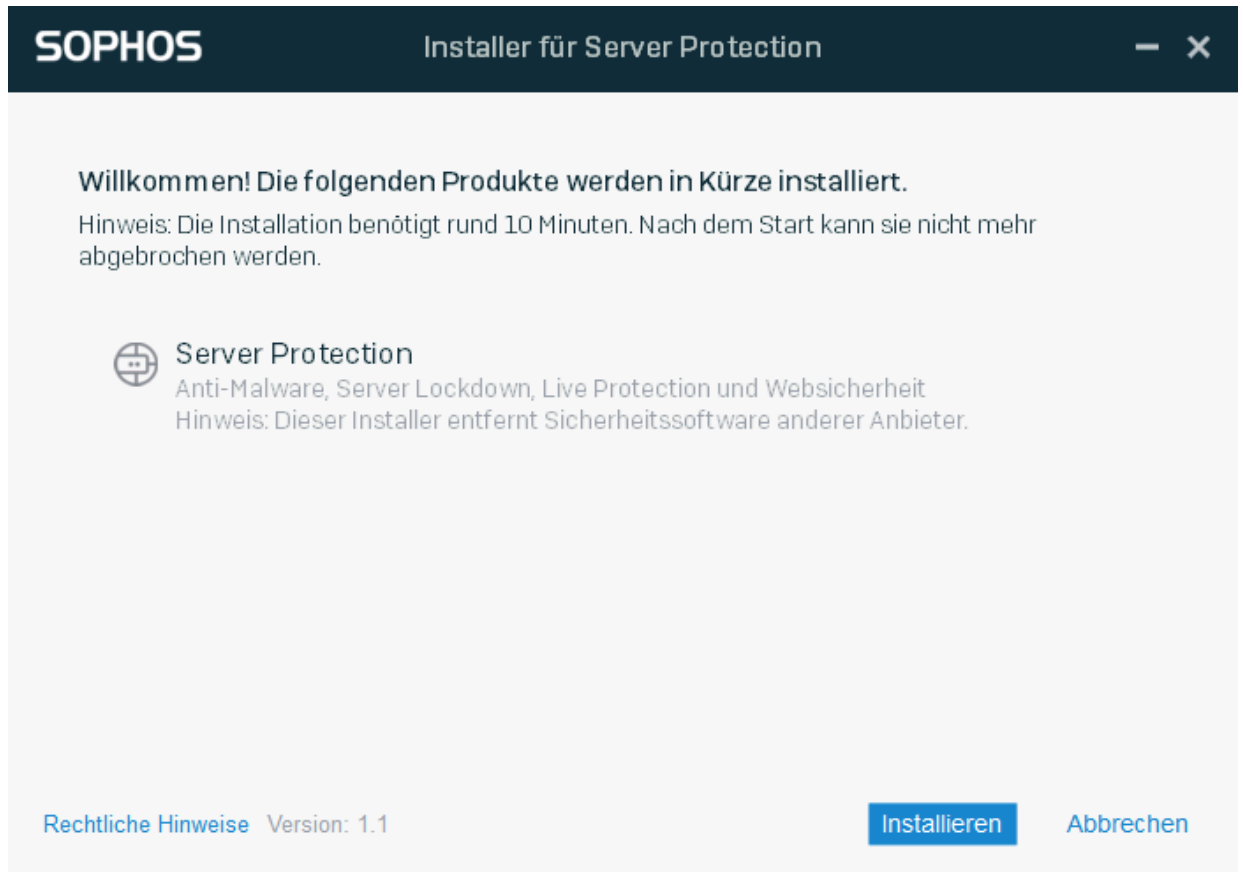 SOPHOS
Installer für Server Protection
Willkommen! Die folgenden Produkte werden in Kürze installiert.
Hinweis: Die Installation benötigt rund 10 Minuten. Nach dem Start kann sie nicht mehr
abgebrochen werden.
Server Protection
Anti-Malware, Server Lockdown, Live Protection und Websicherheit
Hinweis: Dieser Installer entfernt Sicherheitssoftware anderer Anbieter.
Rechtliche Hinweise Version: 1.1
Installieren
Abbrechen